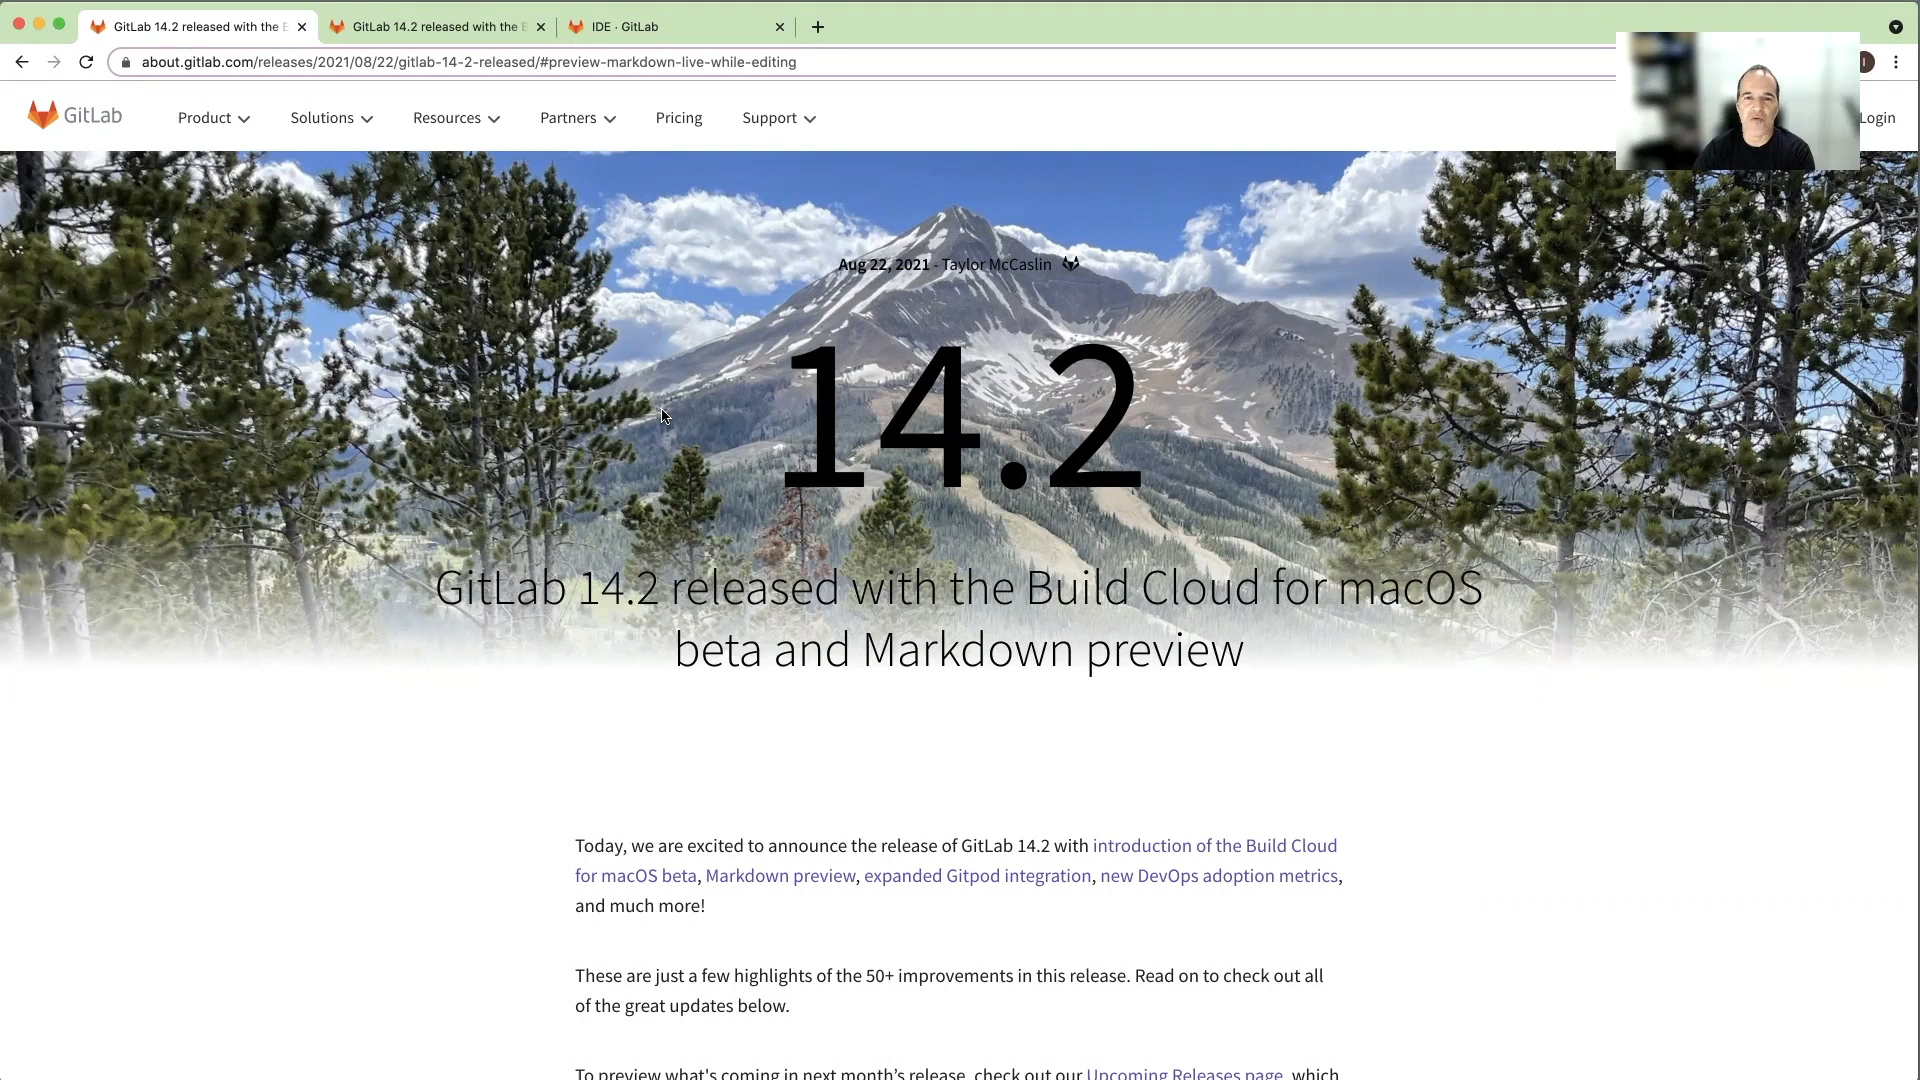 GitLab 14.2 released with the B
GitLab 14.2 released with the B
IDE · GitLab
about.gitlab.com/releases/2021/08/22/gitlab-14-2-released/#preview-markdown-live-while-editing
GitLab
Product
Solutions
Resources
Partners
Pricing
Support
Login
Aug 22, 2021 - Taylor McCaslin
14.2
GitLab 14.2 released with the Build Cloud for macOS
beta and Markdown preview
Today, we are excited to announce the release of GitLab 14.2 with introduction of the Build Cloud
for macOS beta, Markdown preview, expanded Gitpod integration, new DevOps adoption metrics,
and much more!
These are just a few highlights of the 50+ improvements in this release. Read on to check out all
of the great updates below.
To preview what's coming in next month’s release, check out our Upcoming Releases page, which